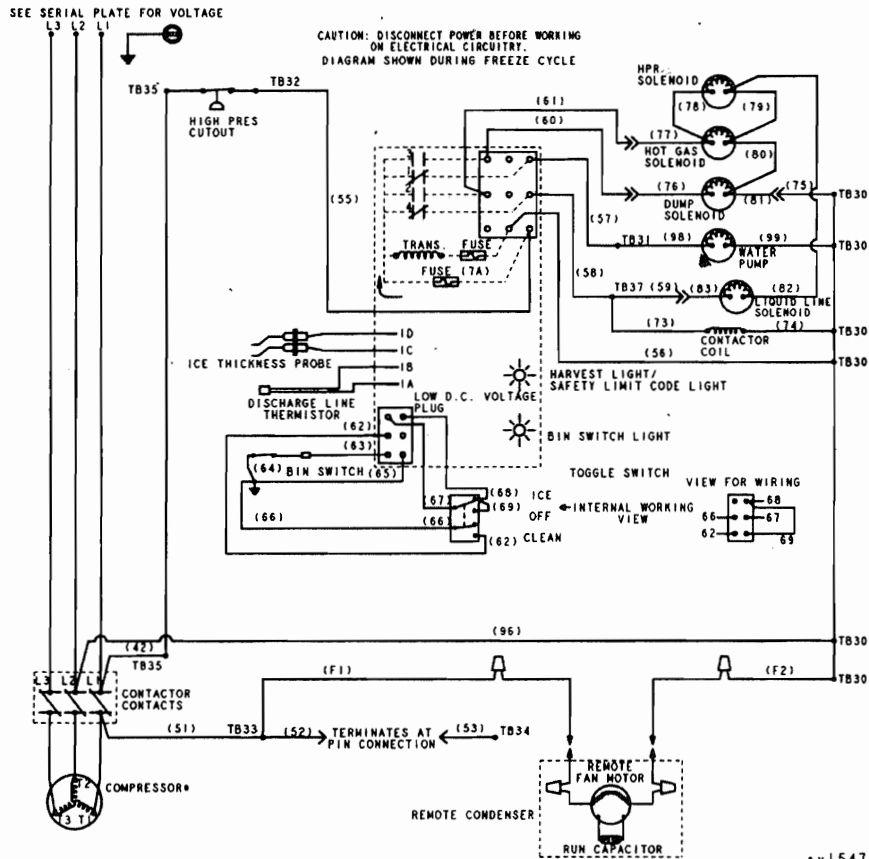 SEE SERIAL PLATE FOR VOLTAGE
L3 L2 L1
CAUTION: DISCONNECT POWER BEFORE WORKING
ON ELECTRICAL CIRCUITRY.
DIAGRAM SHOWN DURING FREEZE CYCLE
TB35
TB32
HIGH PRES
CUTOUT
HPR
SOLENOID
(78)
(79)
(61)
(60)
(77)
HOT GAS
SOLENOID
(80)
(76)
DUMP
SOLENOID
(81)
(75)
TB30
(55)
3
1
2
4
(57)
TB31
(98)
(99)
TB30
WATER
PUMP
TRANS.
FUSE
FUSE (7A)
(58)
TB37
(59)
(83)
(82)
LIQUID LINE
SOLENOID
(73)
(74)
TB30
CONTACTOR
COIL
(56)
TB30
1D
1C
ICE THICKNESS PROBE
1B
1A
DISCHARGE LINE
THERMISTOR
HARVEST LIGHT/
SAFETY LIMIT CODE LIGHT
LOW D.C. VOLTAGE
PLUG
(62)
(63)
BIN SWITCH LIGHT
(64)
BIN SWITCH
(65)
TOGGLE SWITCH
VIEW FOR WIRING
(67)
(68)
ICE
(69)
OFF
INTERNAL WORKING
VIEW
68
66
67
62
69
(66)
(66)
(62)
CLEAN
(96)
TB30
(42)
TB35
(F1)
(F2)
TB30
L3 L2 L1
CONTACTOR
CONTACTS
(51)
TB33
(52)
TERMINATES AT
PIN CONNECTION
(53)
TB34
COMPRESSOR
T2
T3 T1
REMOTE
FAN MOTOR
REMOTE CONDENSER
RUN CAPACITOR